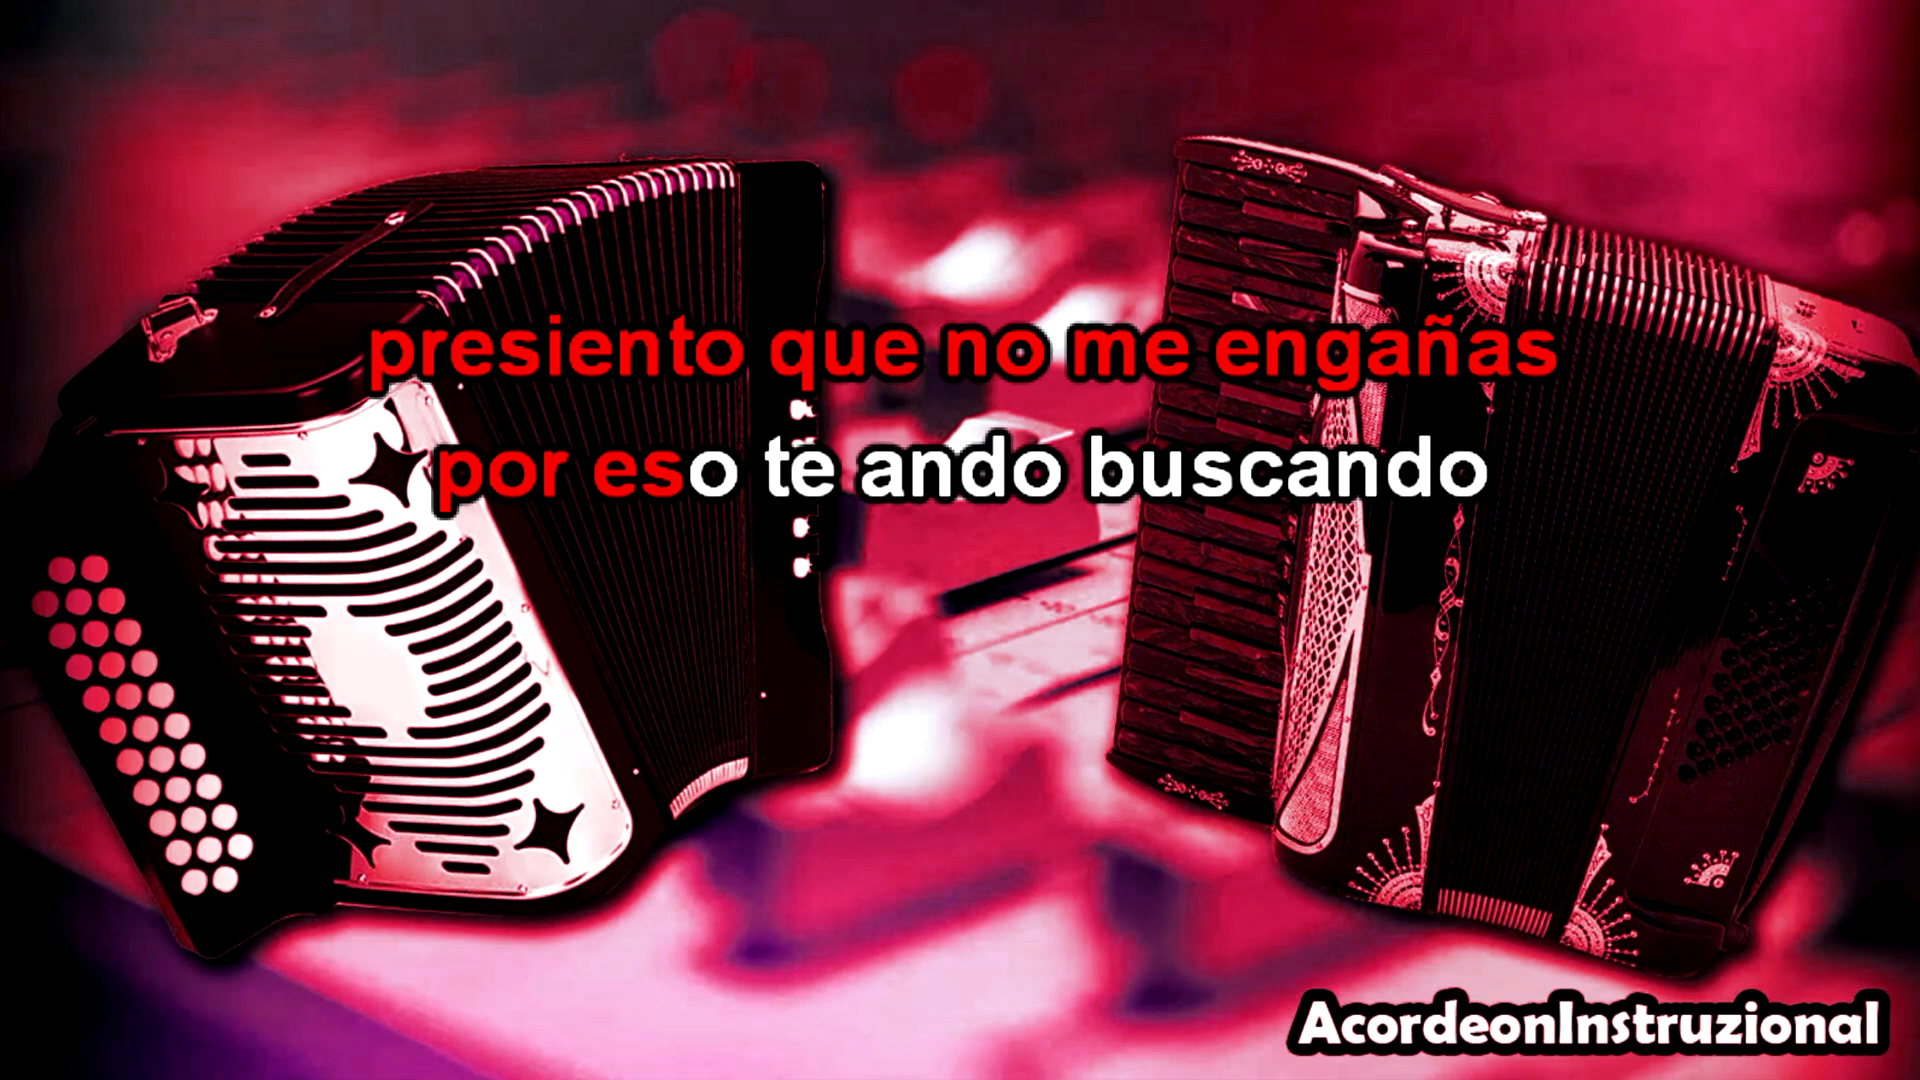 presiento que no me engañas
por eso te ando buscando
AcordeonInstruzional